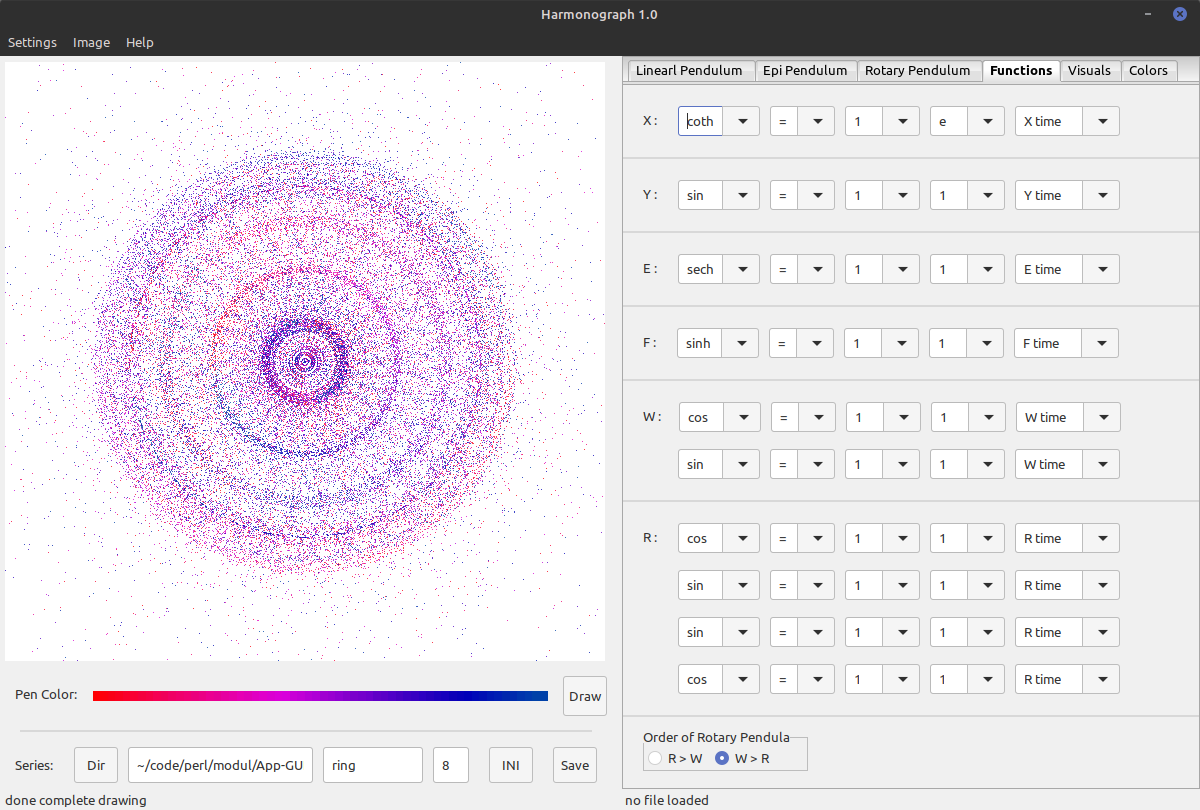 Harmonograph 1.0
Settings Image Help
Linearl Pendulum Epi Pendulum Rotary Pendulum Functions Visuals Colors
X : coth = 1 e X time
Y : sin = 1 1 Y time
E : sech = 1 1 E time
F : sinh = 1 1 F time
W : cos = 1 1 W time
sin = 1 1 W time
R : cos = 1 1 R time
sin = 1 1 R time
sin = 1 1 R time
cos = 1 1 R time
Order of Rotary Pendula
R > W W > R
Pen Color: Draw
Series: Dir ~/code/perl/modul/App-GU ring 8 INI Save
done complete drawing
no file loaded